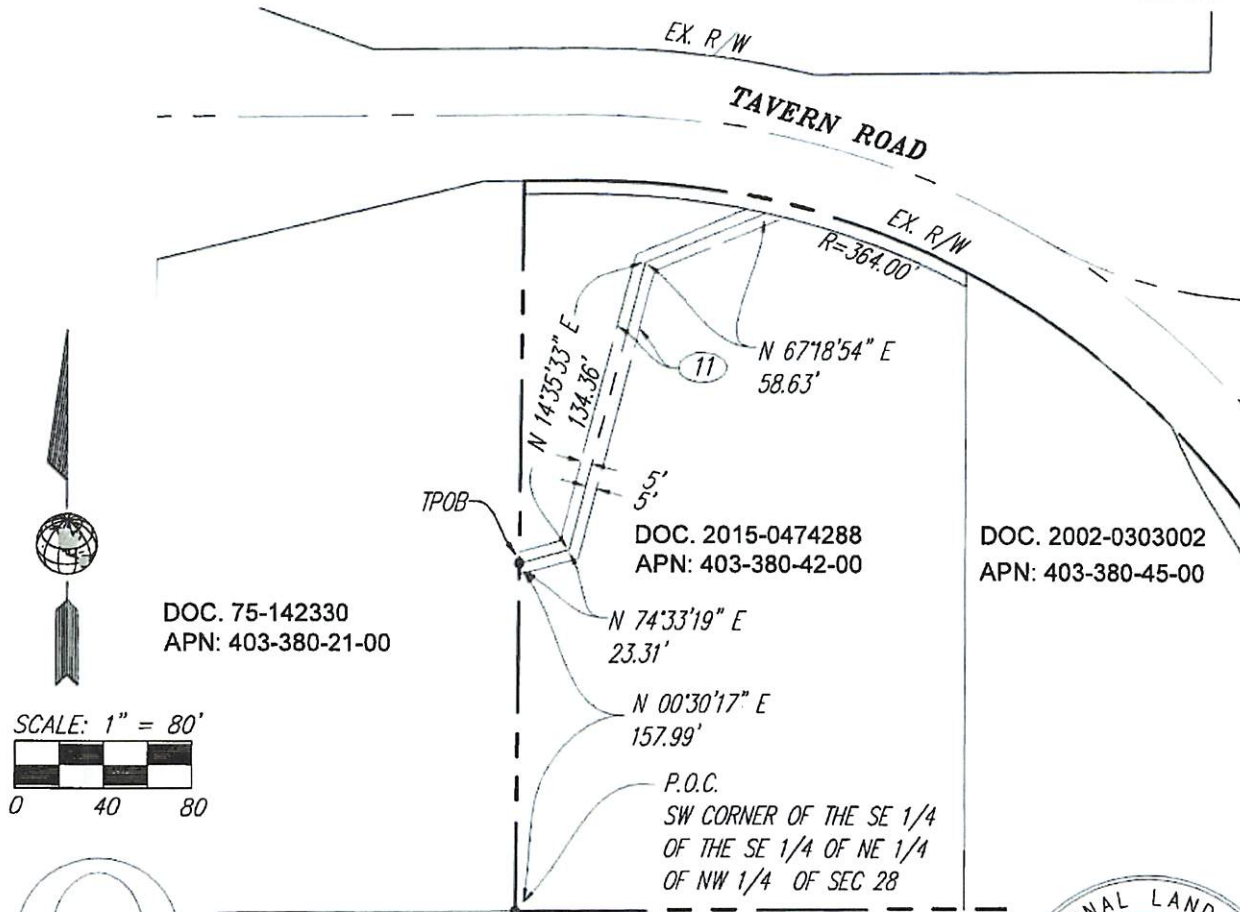 EX. R/W
TAVERN ROAD
EX. R/W
R=364.00'
N 67°18'54" E
58.63'
11
N 14°35'33" E
134.36'
5'
5'
TPOB
DOC. 2015-0474288
APN: 403-380-42-00
DOC. 2002-0303002
APN: 403-380-45-00
DOC. 75-142330
APN: 403-380-21-00
N 74°33'19" E
23.31'
N 00°30'17" E
157.99'
SCALE: 1" = 80'
0 40 80
P.O.C.
SW CORNER OF THE SE 1/4
OF THE SE 1/4 OF NE 1/4
OF NW 1/4 OF SEC 28
NAL LAND